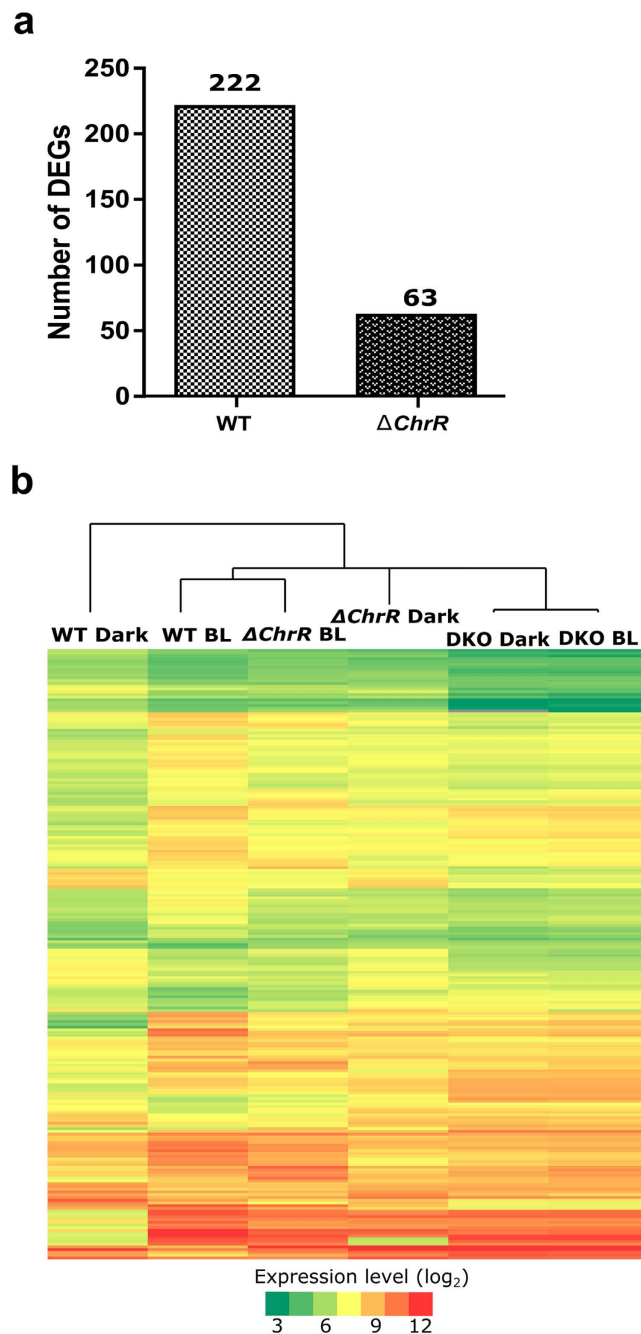 a
Number of DEGs
250
200
150
100
50
0
222
63
WT
ΔChrR
b
WT Dark
WT BL
ΔChrR BL
ΔChrR Dark
DKO Dark
DKO BL
Expression level (log₂)
3 6 9 12